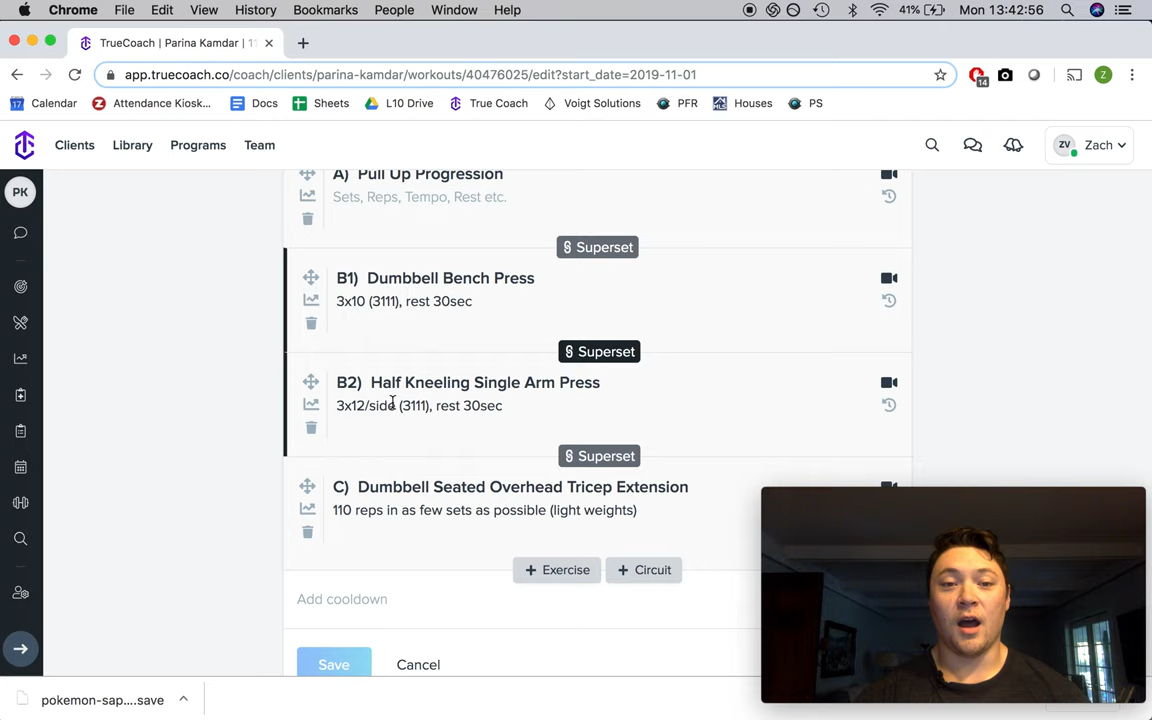 Chrome File Edit View History Bookmarks People Window Help 41% Mon 13:42:56
TrueCoach | Parina Kamdar | 11
app.truecoach.co/coach/clients/parina-kamdar/workouts/40476025/edit?start_date=2019-11-01
14
Z
17 Calendar
Attendance Kiosk...
Docs
Sheets
L10 Drive
True Coach
Voigt Solutions
PFR
Houses
PS
Clients Library Programs Team
ZV Zach
PK
A) Pull Up Progression
Sets, Reps, Tempo, Rest etc.
Superset
B1) Dumbbell Bench Press
3x10 (3111), rest 30sec
Superset
B2) Half Kneeling Single Arm Press
3x12/side (3111), rest 30sec
Superset
C) Dumbbell Seated Overhead Tricep Extension
110 reps in as few sets as possible (light weights)
+ Exercise + Circuit
Add cooldown
Save Cancel
pokemon-sap....save